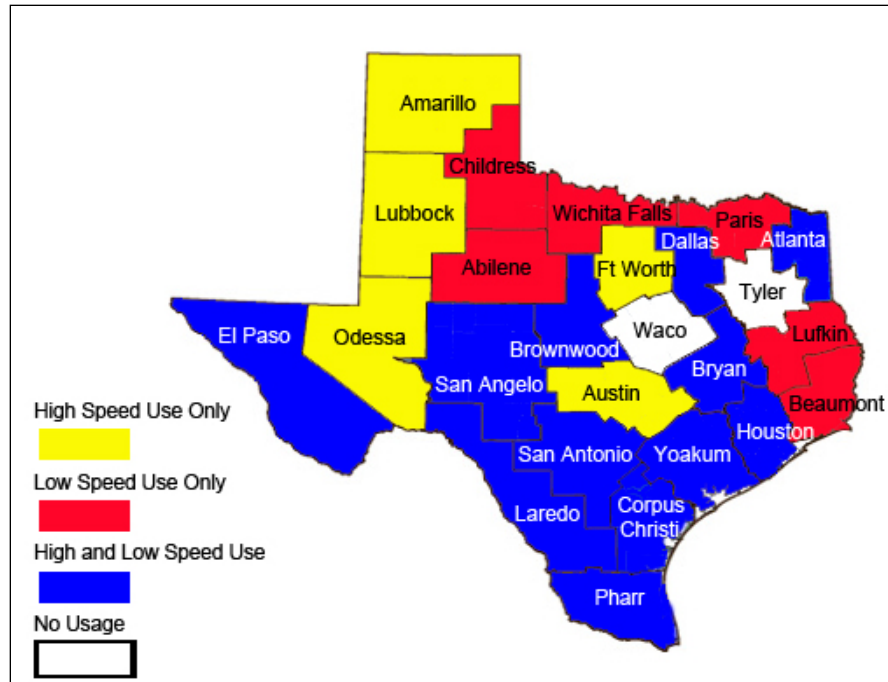 Amarillo
Childress
Lubbock
Wichita Falls
Paris
Dallas
Atlanta
Abilene
Ft Worth
Tyler
El Paso
Odessa
Waco
Lufkin
Brownwood
Bryan
San Angelo
Austin
Beaumont
Houston
San Antonio
Yoakum
Laredo
Corpus
Christi
Pharr
High Speed Use Only
Low Speed Use Only
High and Low Speed Use
No Usage